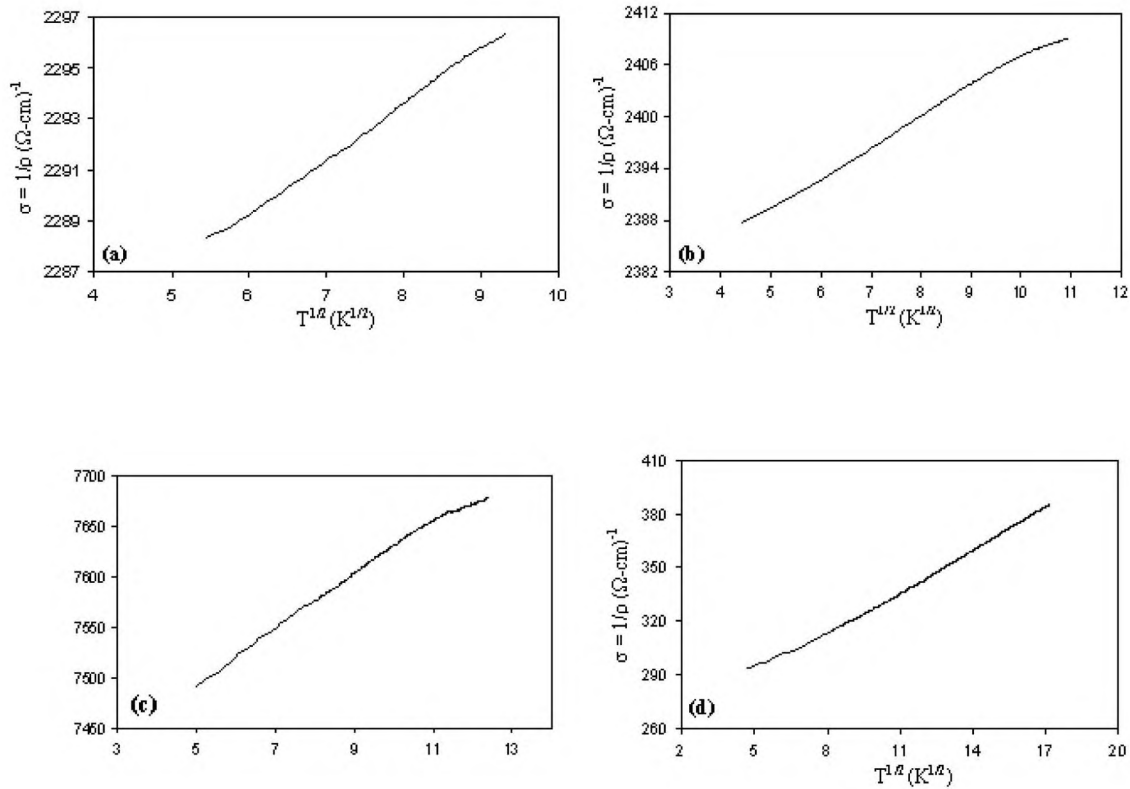 2297
2295
2293
2291
2289
2287
σ = 1/ρ (Ω-cm)⁻¹
(a)
4 5 6 7 8 9 10
T^{1/2} (K^{1/2})
2412
2406
2400
2394
2388
2382
σ = 1/ρ (Ω-cm)⁻¹
(b)
3 4 5 6 7 8 9 10 11 12
T^{1/2} (K^{1/2})
7700
7650
7600
7550
7500
7450
(c)
3 5 7 9 11 13
410
380
350
320
290
260
σ = 1/ρ (Ω-cm)⁻¹
(d)
2 5 8 11 14 17 20
T^{1/2} (K^{1/2})